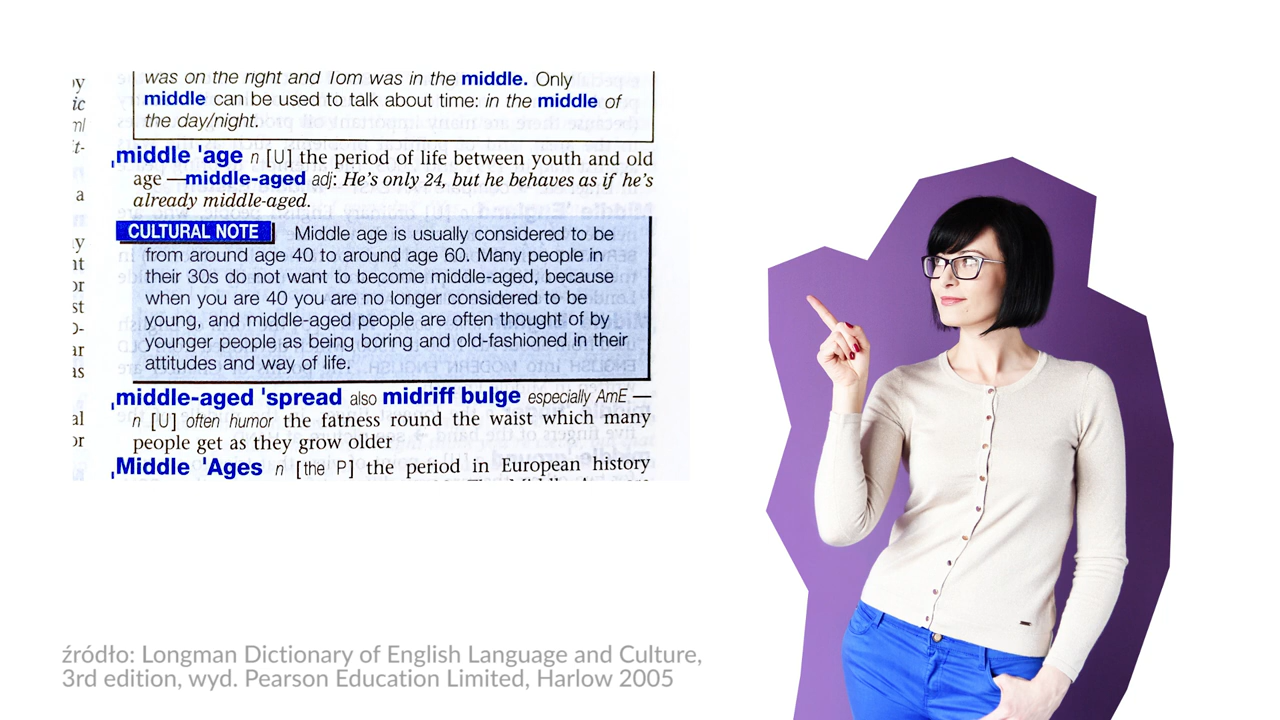 was on the right and Tom was in the middle. Only
middle can be used to talk about time: in the middle of
the day/night.
ˌmiddle ˈage n [U] the period of life between youth and old
age —middle-aged adj: He's only 24, but he behaves as if he's
already middle-aged.
CULTURAL NOTE Middle age is usually considered to be
from around age 40 to around age 60. Many people in
their 30s do not want to become middle-aged, because
when you are 40 you are no longer considered to be
young, and middle-aged people are often thought of by
younger people as being boring and old-fashioned in their
attitudes and way of life.
ˌmiddle-aged ˈspread also midriff bulge especially AmE —
n [U] often humor the fatness round the waist which many
people get as they grow older
ˌMiddle ˈAges n [the P] the period in European history
źródło: Longman Dictionary of English Language and Culture,
3rd edition, wyd. Pearson Education Limited, Harlow 2005